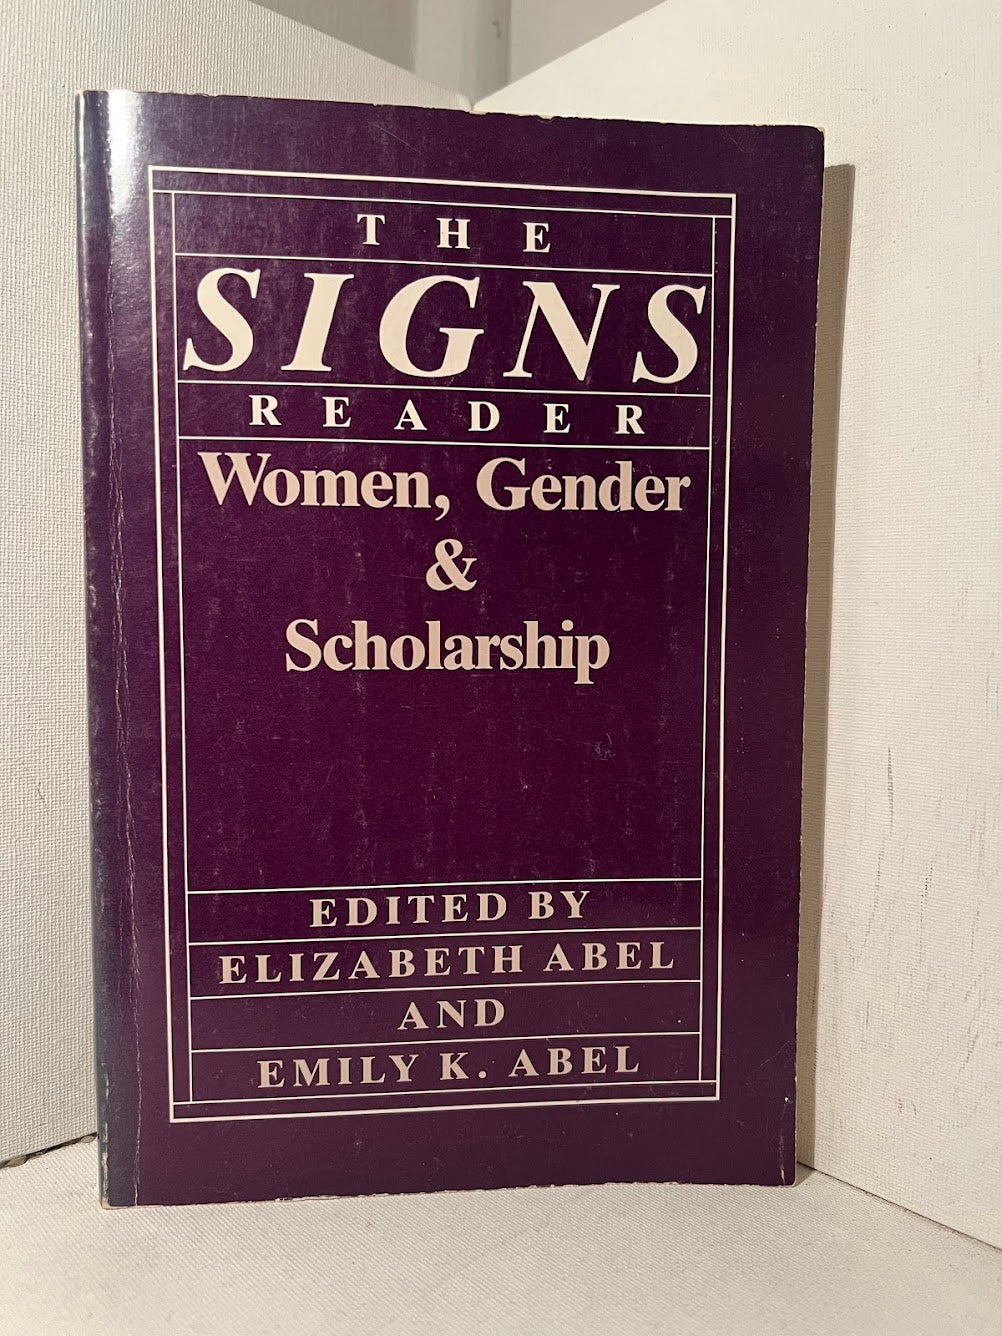 THE
SIGNS
READER
Women, Gender
&
Scholarship
EDITED BY
ELIZABETH ABEL
AND
EMILY K. ABEL